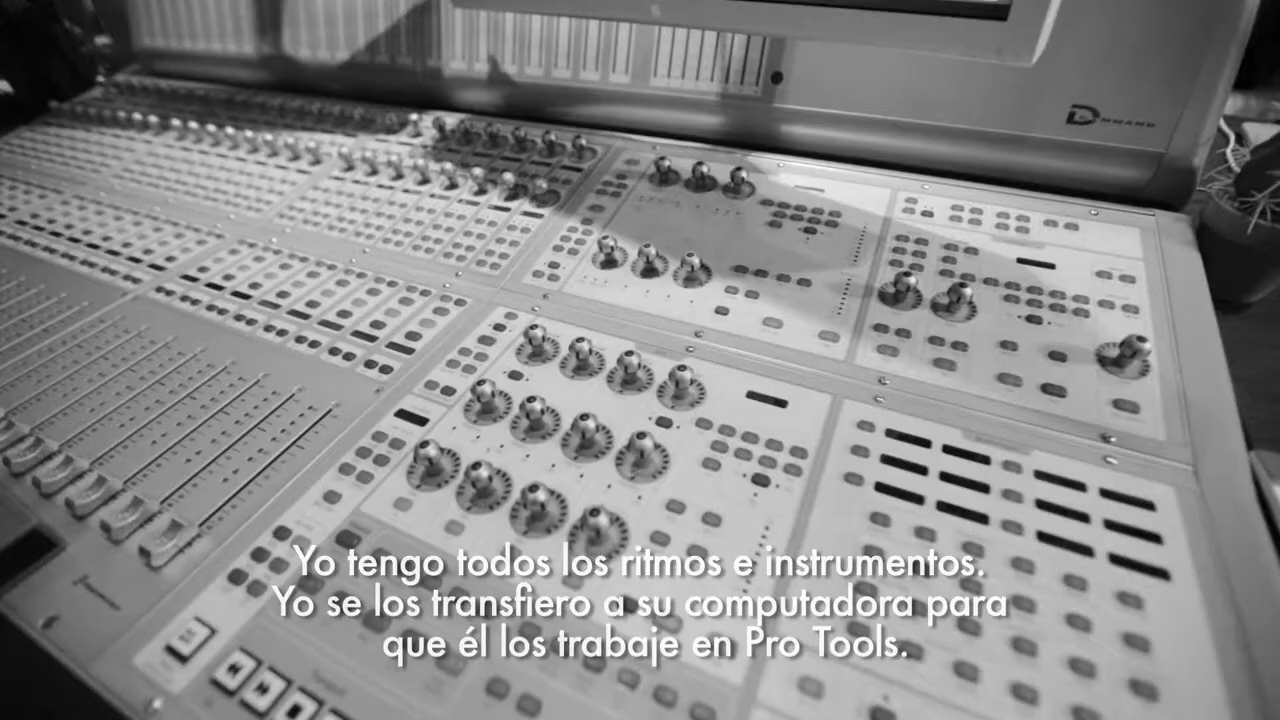 Yo tengo todos los ritmos e instrumentos.
Yo se los transfiero a su computadora para
que él los trabaje en Pro Tools.